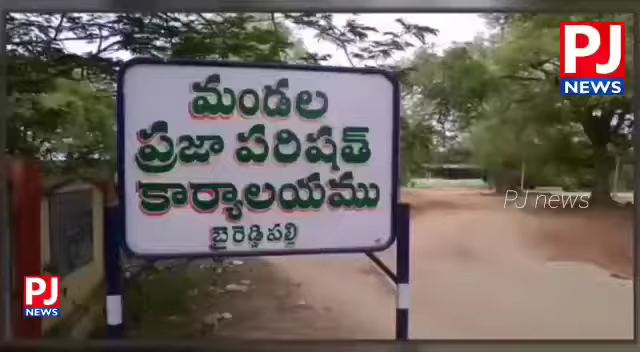 PJ
NEWS
మండల
ప్రజా పరిషత్
కార్యాలయము
బైరెడ్డిపల్లి
PJ news
PJ
NEWS